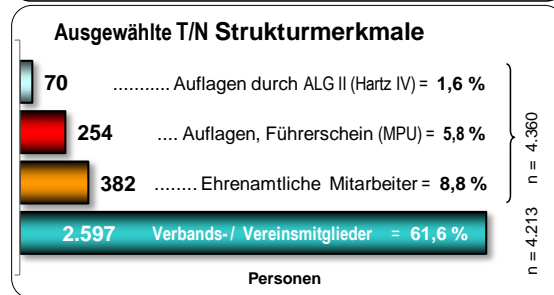 Ausgewählte T/N Strukturmerkmale
70 ........... Auflagen durch ALG II (Hartz IV) = 1,6 %
254 .... Auflagen, Führerschein (MPU) = 5,8 %
382 ........ Ehrenamtliche Mitarbeiter = 8,8 %
n = 4.360
2.597 Verbands- / Vereinsmitglieder = 61,6 %
n = 4.213
Personen